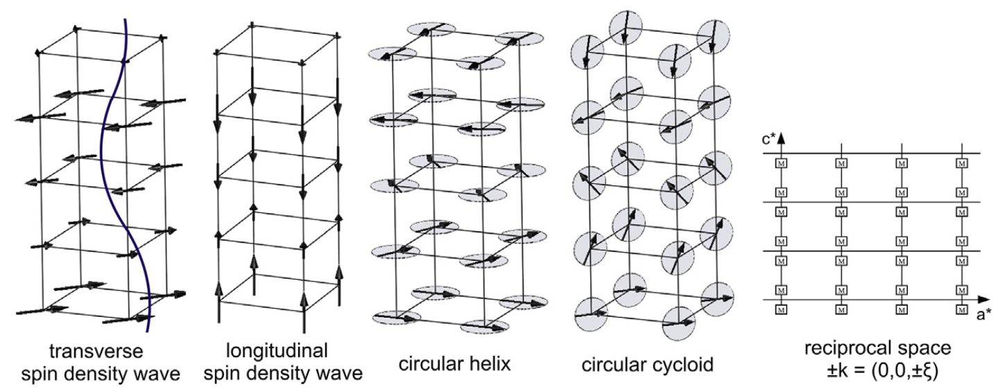 transverse
spin density wave
longitudinal
spin density wave
circular helix
circular cycloid
c*
M M M M
M M M M
M M M M
M M M M
M M M M
M M M M
M M M M
a*
reciprocal space
±k = (0,0,±ξ)